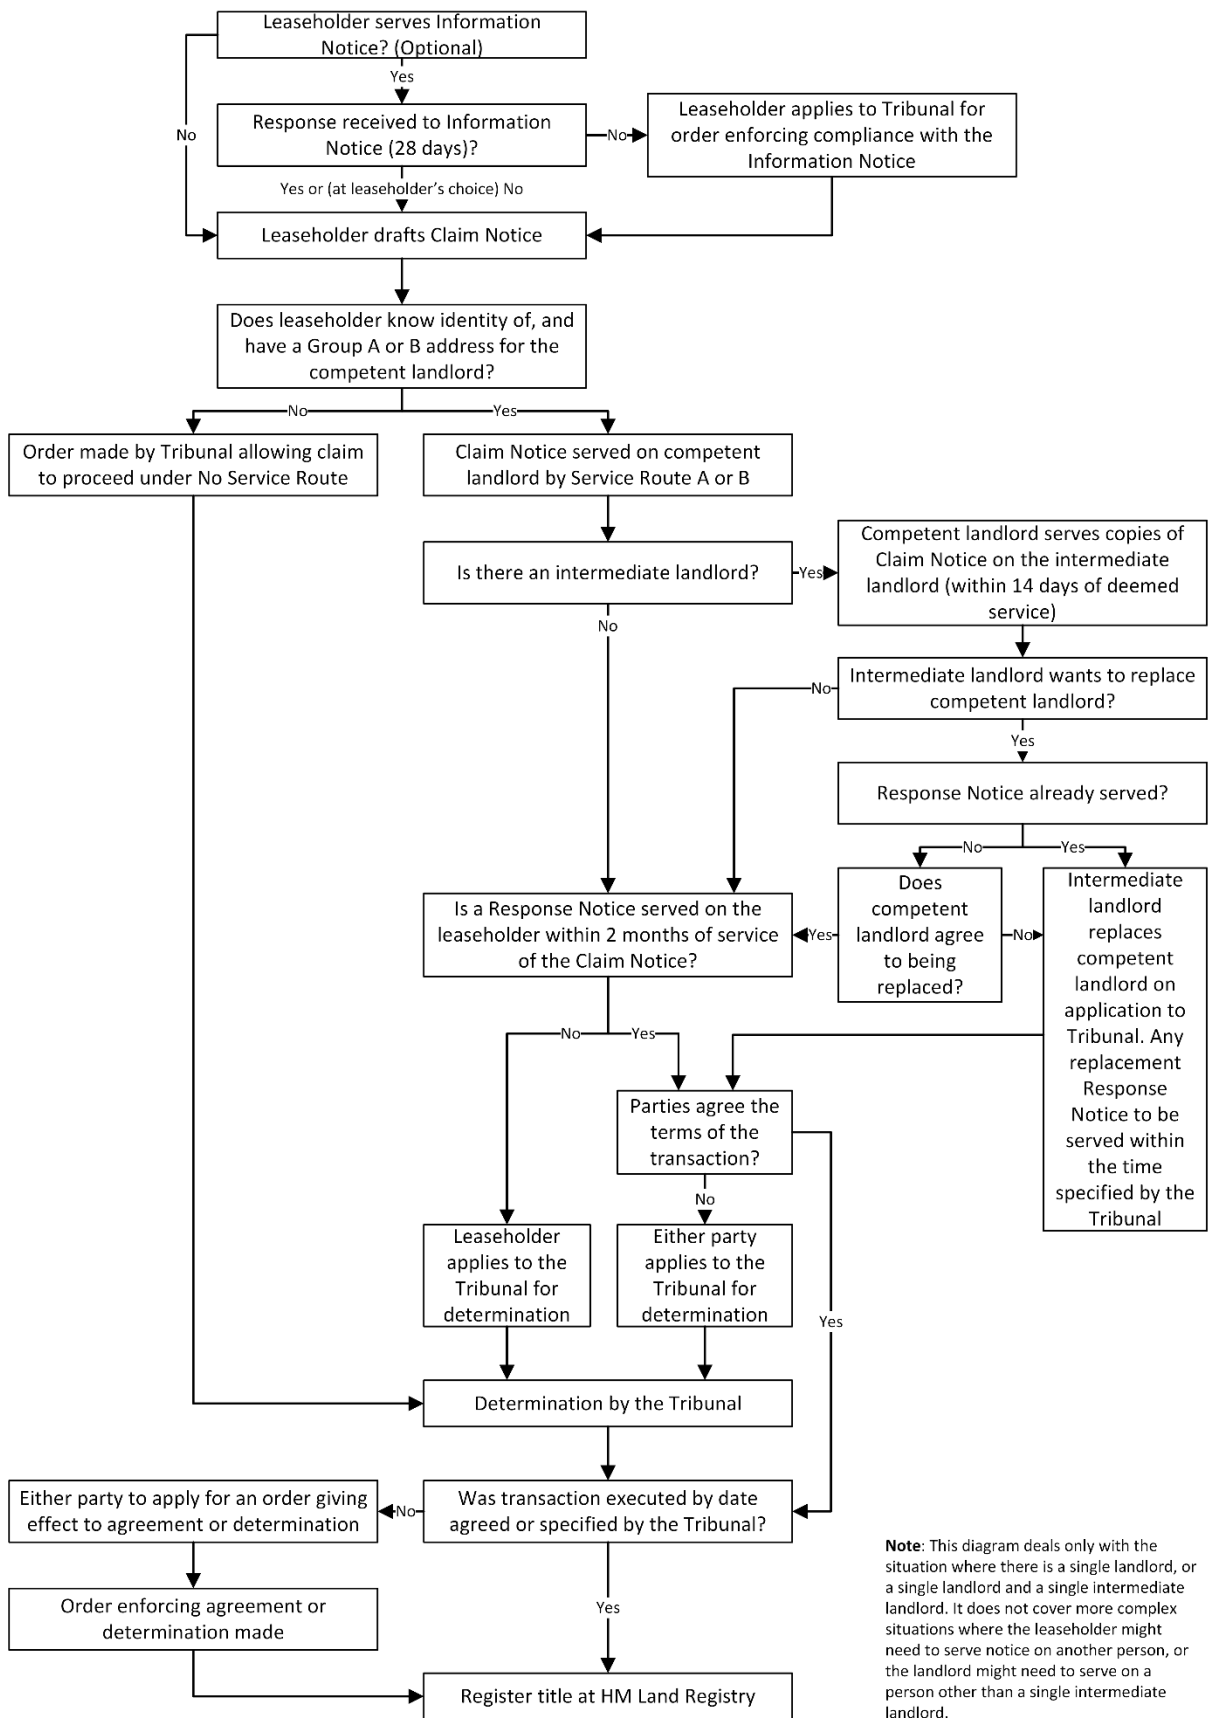 Leaseholder serves Information
Notice? (Optional)
Yes
No
Response received to Information
Notice (28 days)?
No
Leaseholder applies to Tribunal for
order enforcing compliance with the
Information Notice
Yes or (at leaseholder’s choice) No
Leaseholder drafts Claim Notice
Does leaseholder know identity of, and
have a Group A or B address for the
competent landlord?
No
Yes
Order made by Tribunal allowing claim
to proceed under No Service Route
Claim Notice served on competent
landlord by Service Route A or B
Is there an intermediate landlord?
Yes
Competent landlord serves copies of
Claim Notice on the intermediate
landlord (within 14 days of deemed
service)
No
Intermediate landlord wants to replace
competent landlord?
No
Yes
Response Notice already served?
No
Yes
Does
competent
landlord agree
to being
replaced?
Yes
No
Intermediate
landlord
replaces
competent
landlord on
application to
Tribunal. Any
replacement
Response
Notice to be
served within
the time
specified by the
Tribunal
Is a Response Notice served on the
leaseholder within 2 months of service
of the Claim Notice?
No
Yes
Parties agree the
terms of the
transaction?
No
Yes
Leaseholder
applies to the
Tribunal for
determination
Either party
applies to the
Tribunal for
determination
Determination by the Tribunal
Was transaction executed by date
agreed or specified by the Tribunal?
No
Either party to apply for an order giving
effect to agreement or determination
Order enforcing agreement or
determination made
Yes
Register title at HM Land Registry
Note: This diagram deals only with the
situation where there is a single landlord, or
a single landlord and a single intermediate
landlord. It does not cover more complex
situations where the leaseholder might
need to serve notice on another person, or
the landlord might need to serve on a
person other than a single intermediate
landlord.